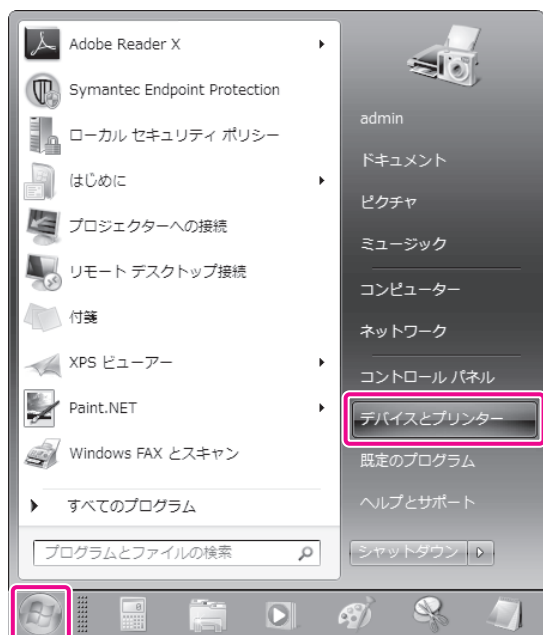 Adobe Reader X
Symantec Endpoint Protection
ローカル セキュリティ ポリシー
はじめに
プロジェクターへの接続
リモート デスクトップ接続
付箋
XPS ビューアー
Paint.NET
Windows FAX とスキャン
すべてのプログラム
プログラムとファイルの検索
admin
ドキュメント
ピクチャ
ミュージック
コンピューター
ネットワーク
コントロール パネル
デバイスとプリンター
既定のプログラム
ヘルプとサポート
シャットダウン